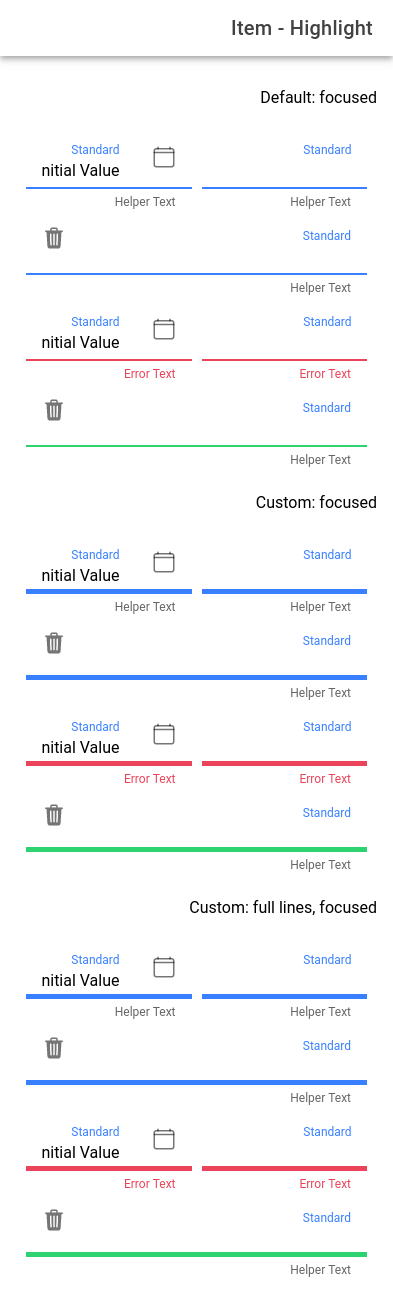 Item - Highlight
Default: focused
Standard
Standard
nitial Value
Helper Text
Helper Text
Standard
Helper Text
Standard
Standard
nitial Value
Error Text
Error Text
Standard
Helper Text
Custom: focused
Standard
Standard
nitial Value
Helper Text
Helper Text
Standard
Helper Text
Standard
Standard
nitial Value
Error Text
Error Text
Standard
Helper Text
Custom: full lines, focused
Standard
Standard
nitial Value
Helper Text
Helper Text
Standard
Helper Text
Standard
Standard
nitial Value
Error Text
Error Text
Standard
Helper Text